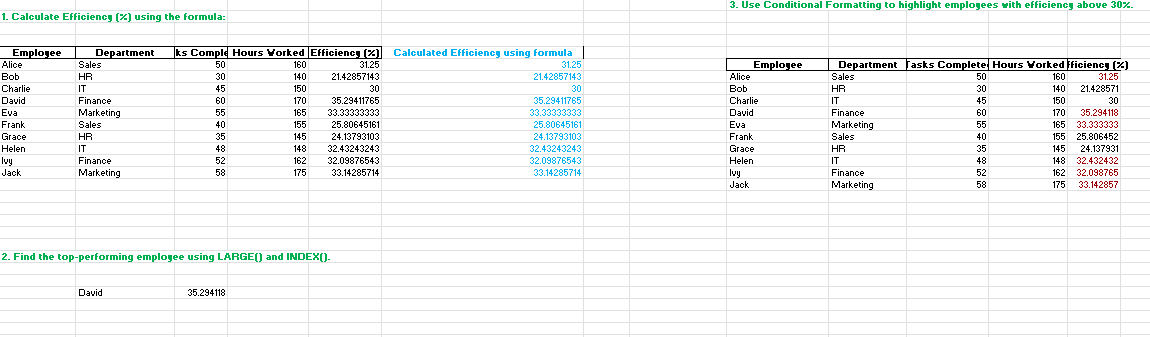 3. Use Conditional Formatting to highlight employees with efficiency above 30%.
1. Calculate Efficiency (%) using the formula:
Employee Department ks Comple Hours Worked Efficiency (%) Calculated Efficiency using formula
Alice Sales 50 160 31.25 31.25
Bob HR 30 140 21.42857143 21.42857143
Charlie IT 45 150 30 30
David Finance 60 170 35.29411765 35.29411765
Eva Marketing 55 165 33.33333333 33.33333333
Frank Sales 40 155 25.80645161 25.80645161
Grace HR 35 145 24.13793103 24.13793103
Helen IT 48 148 32.43243243 32.43243243
Ivy Finance 52 162 32.09876543 32.09876543
Jack Marketing 58 175 33.14285714 33.14285714
Employee Department Tasks Complete Hours Worked fficiency (%)
Alice Sales 50 160 31.25
Bob HR 30 140 21.428571
Charlie IT 45 150 30
David Finance 60 170 35.294118
Eva Marketing 55 165 33.333333
Frank Sales 40 155 25.806452
Grace HR 35 145 24.137931
Helen IT 48 148 32.432432
Ivy Finance 52 162 32.098765
Jack Marketing 58 175 33.142857
2. Find the top-performing employee using LARGE() and INDEX().
David 35.294118